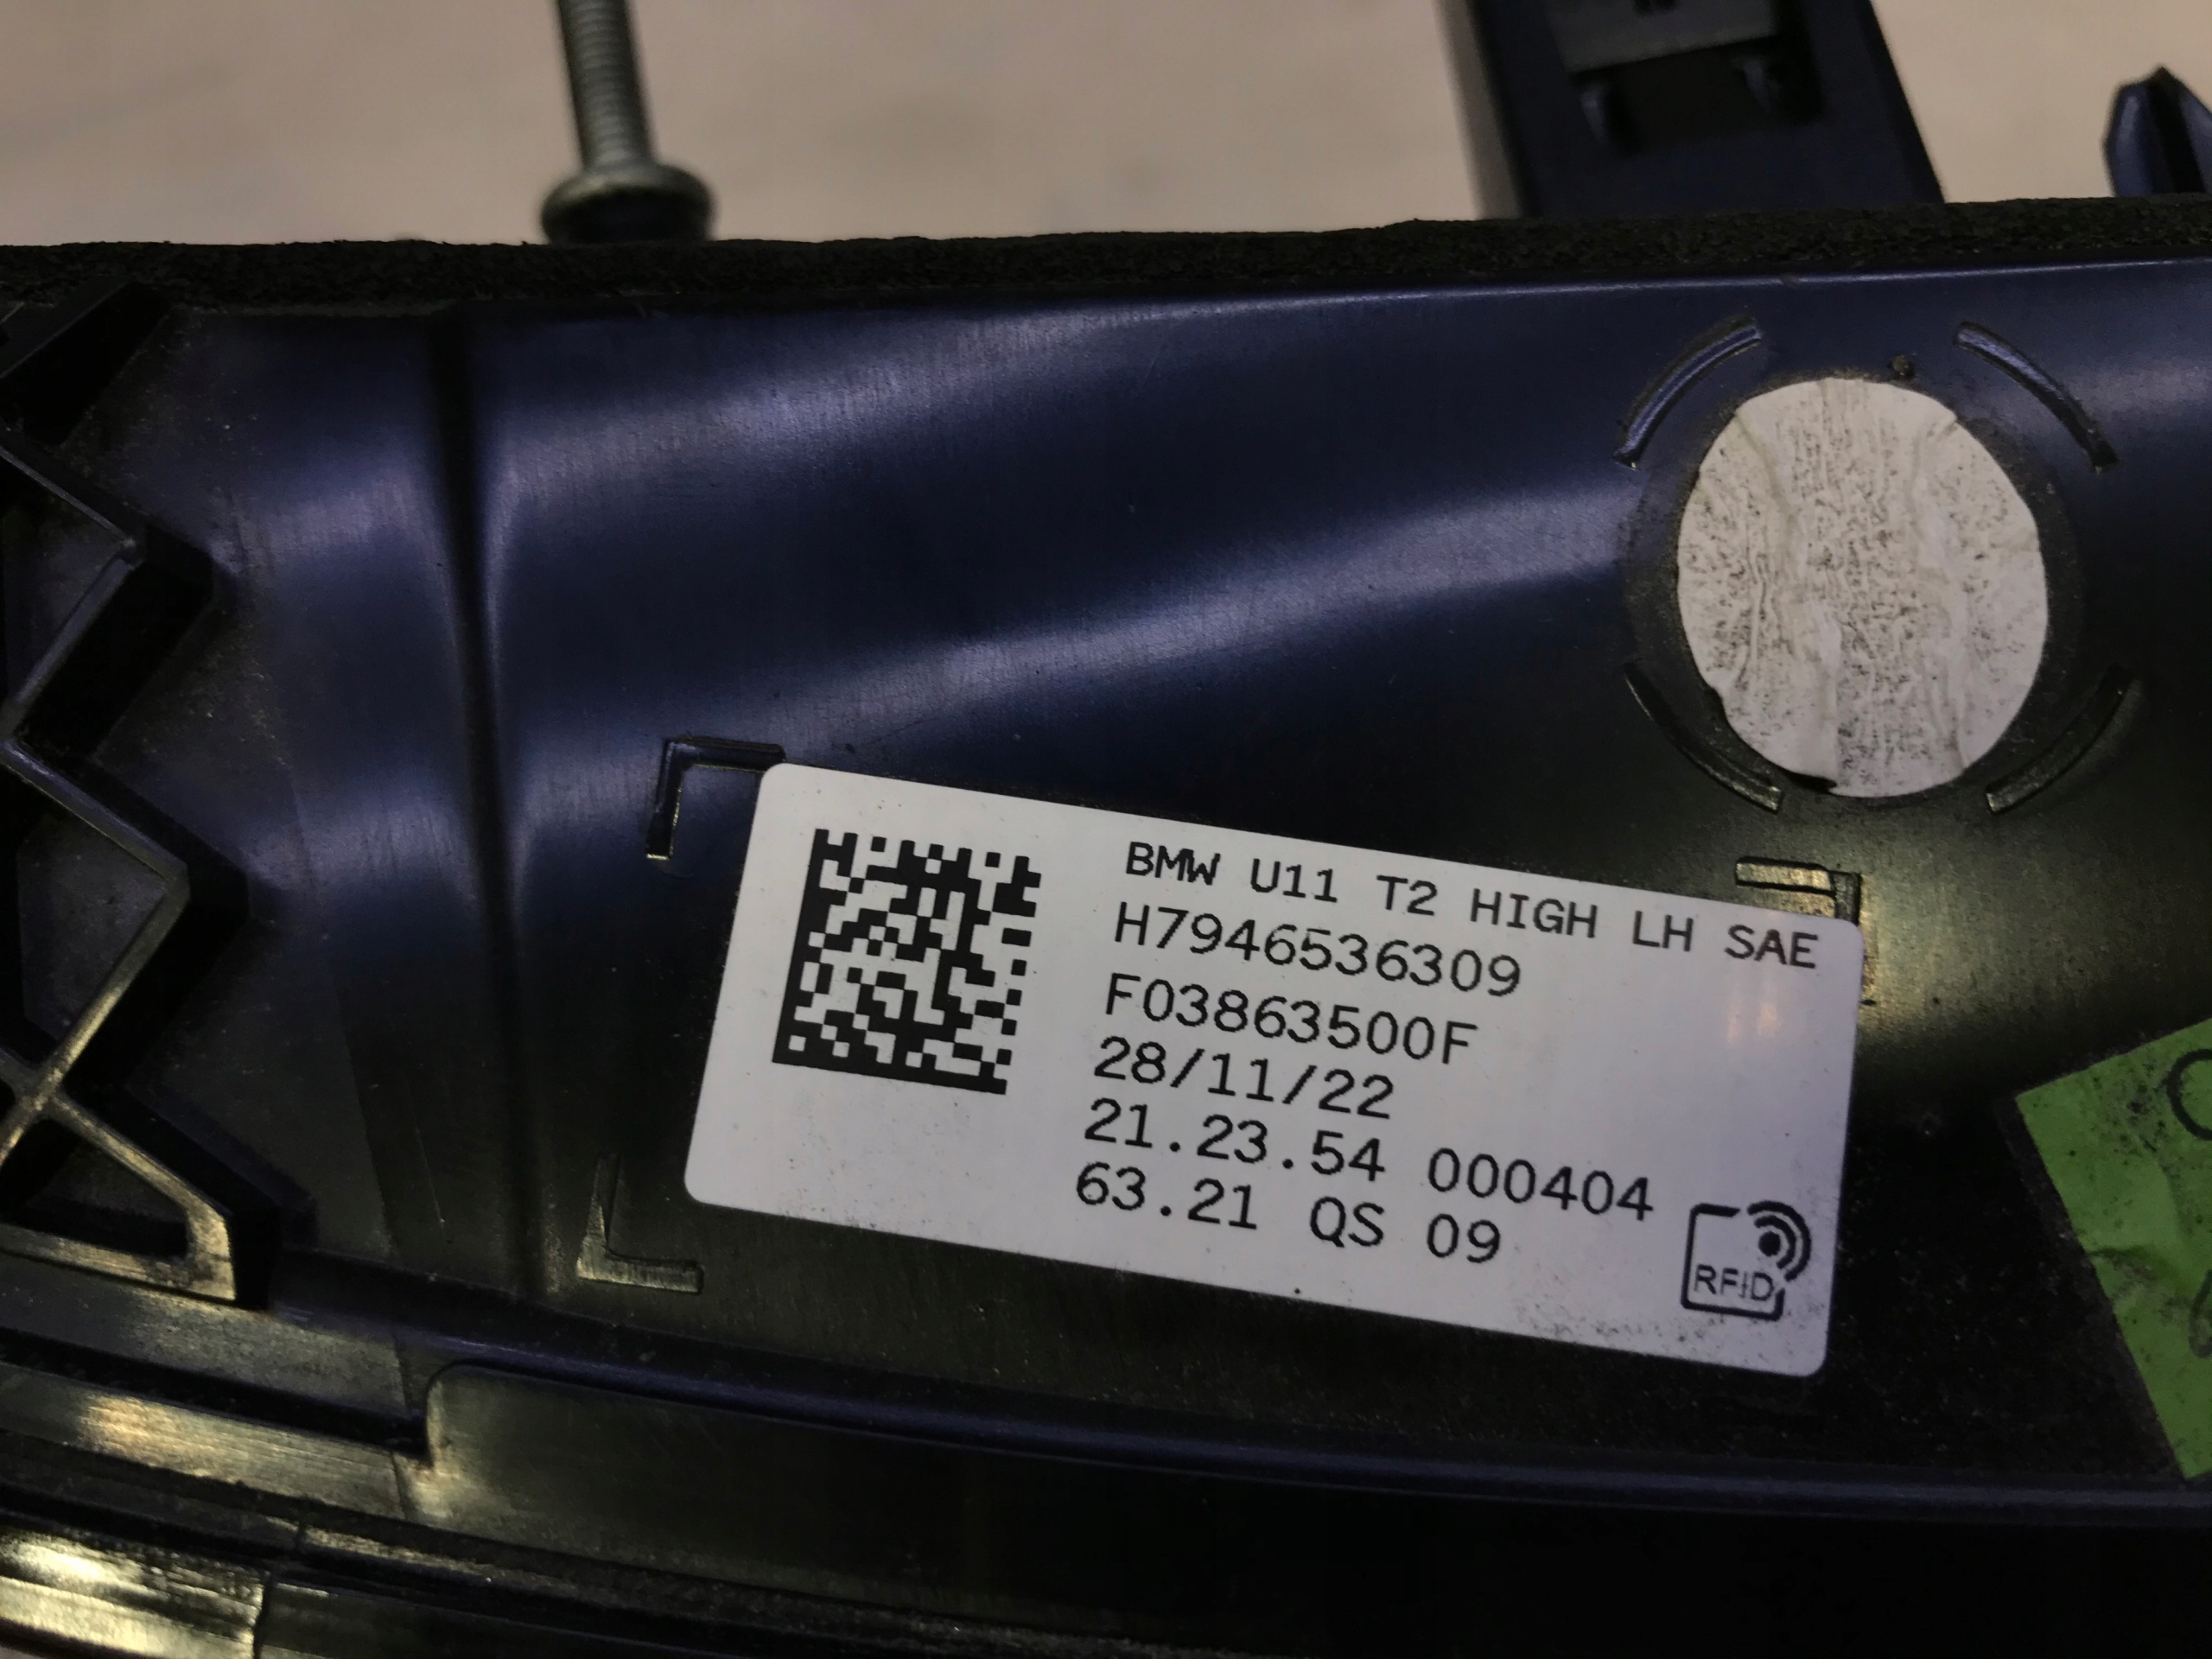 BMW U11 T2 HIGH LH SAE
H7946536309
F03863500F
28/11/22
21.23.54 000404
63.21 QS 09
RFID